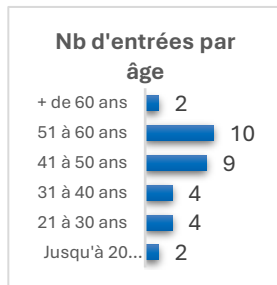 Nb d'entrées par
âge
+ de 60 ans 2
51 à 60 ans 10
41 à 50 ans 9
31 à 40 ans 4
21 à 30 ans 4
Jusqu'à 20... 2